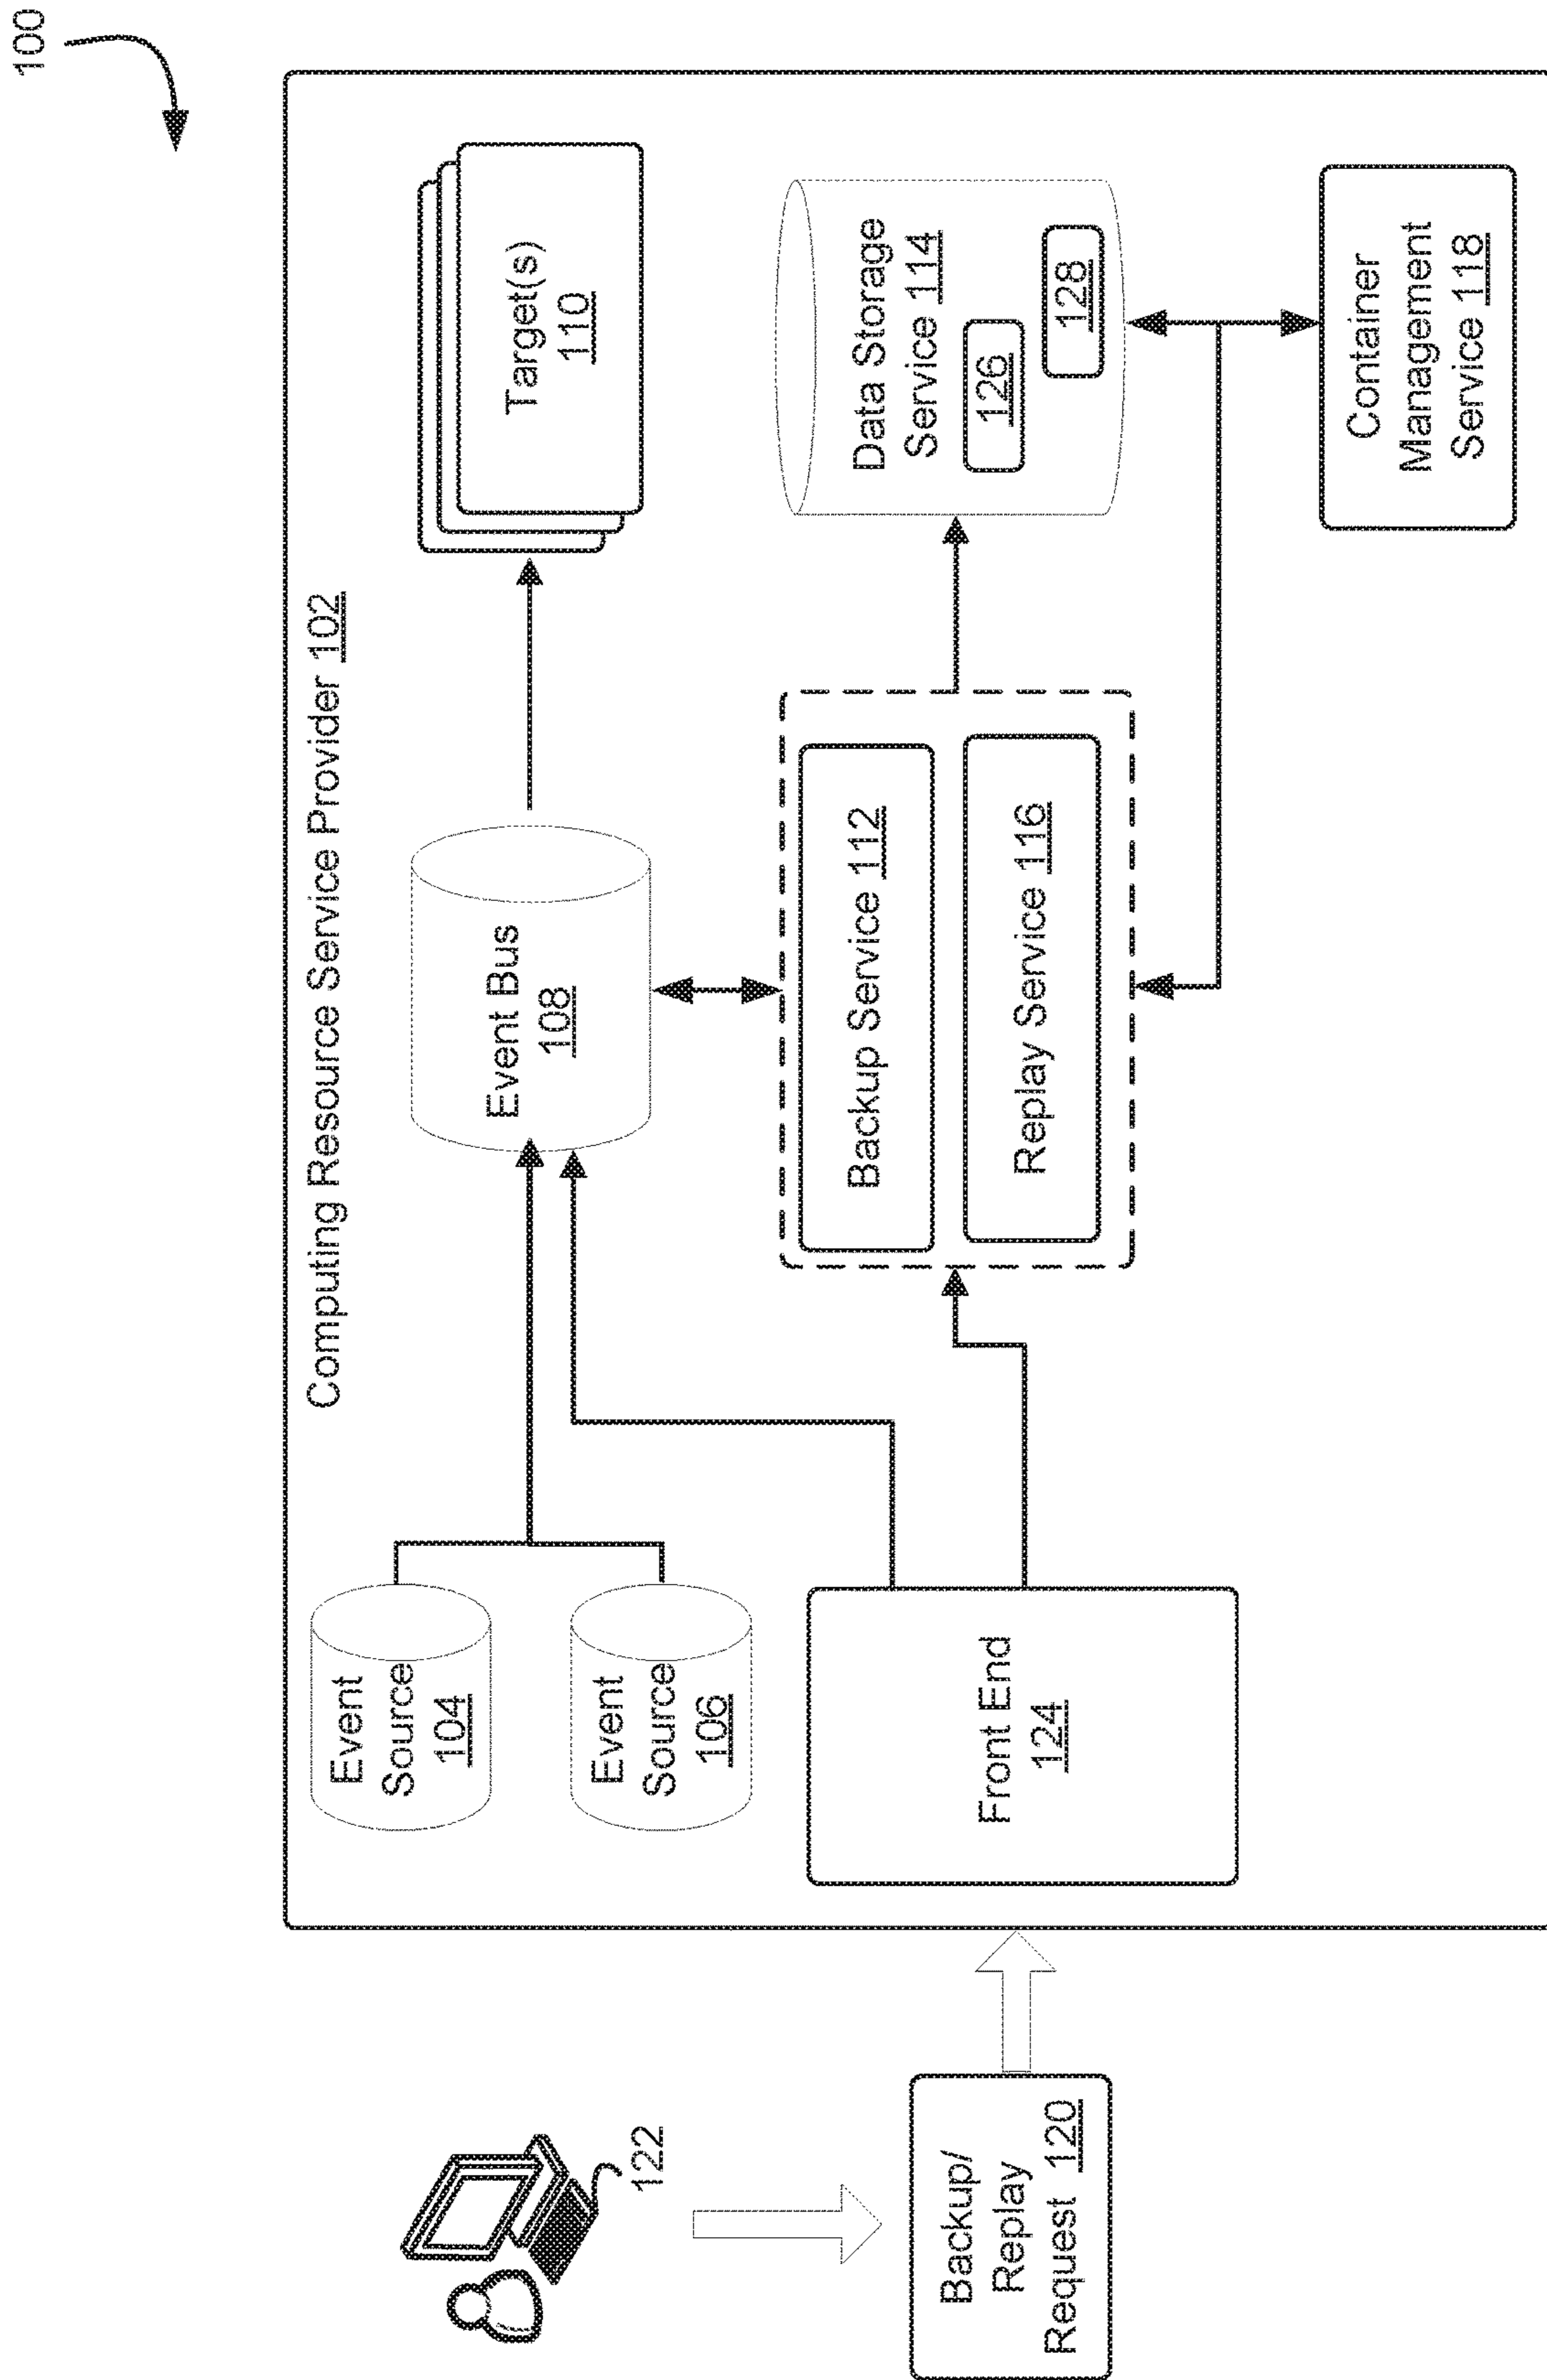 100
Computing Resource Service Provider 102
Event
Source
104
Event
Source
106
Event Bus
108
Target(s)
110
122
Backup/
Replay
Request 120
Front End
124
Backup Service 112
Replay Service 116
Data Storage
Service 114
126
128
Container
Management
Service 118